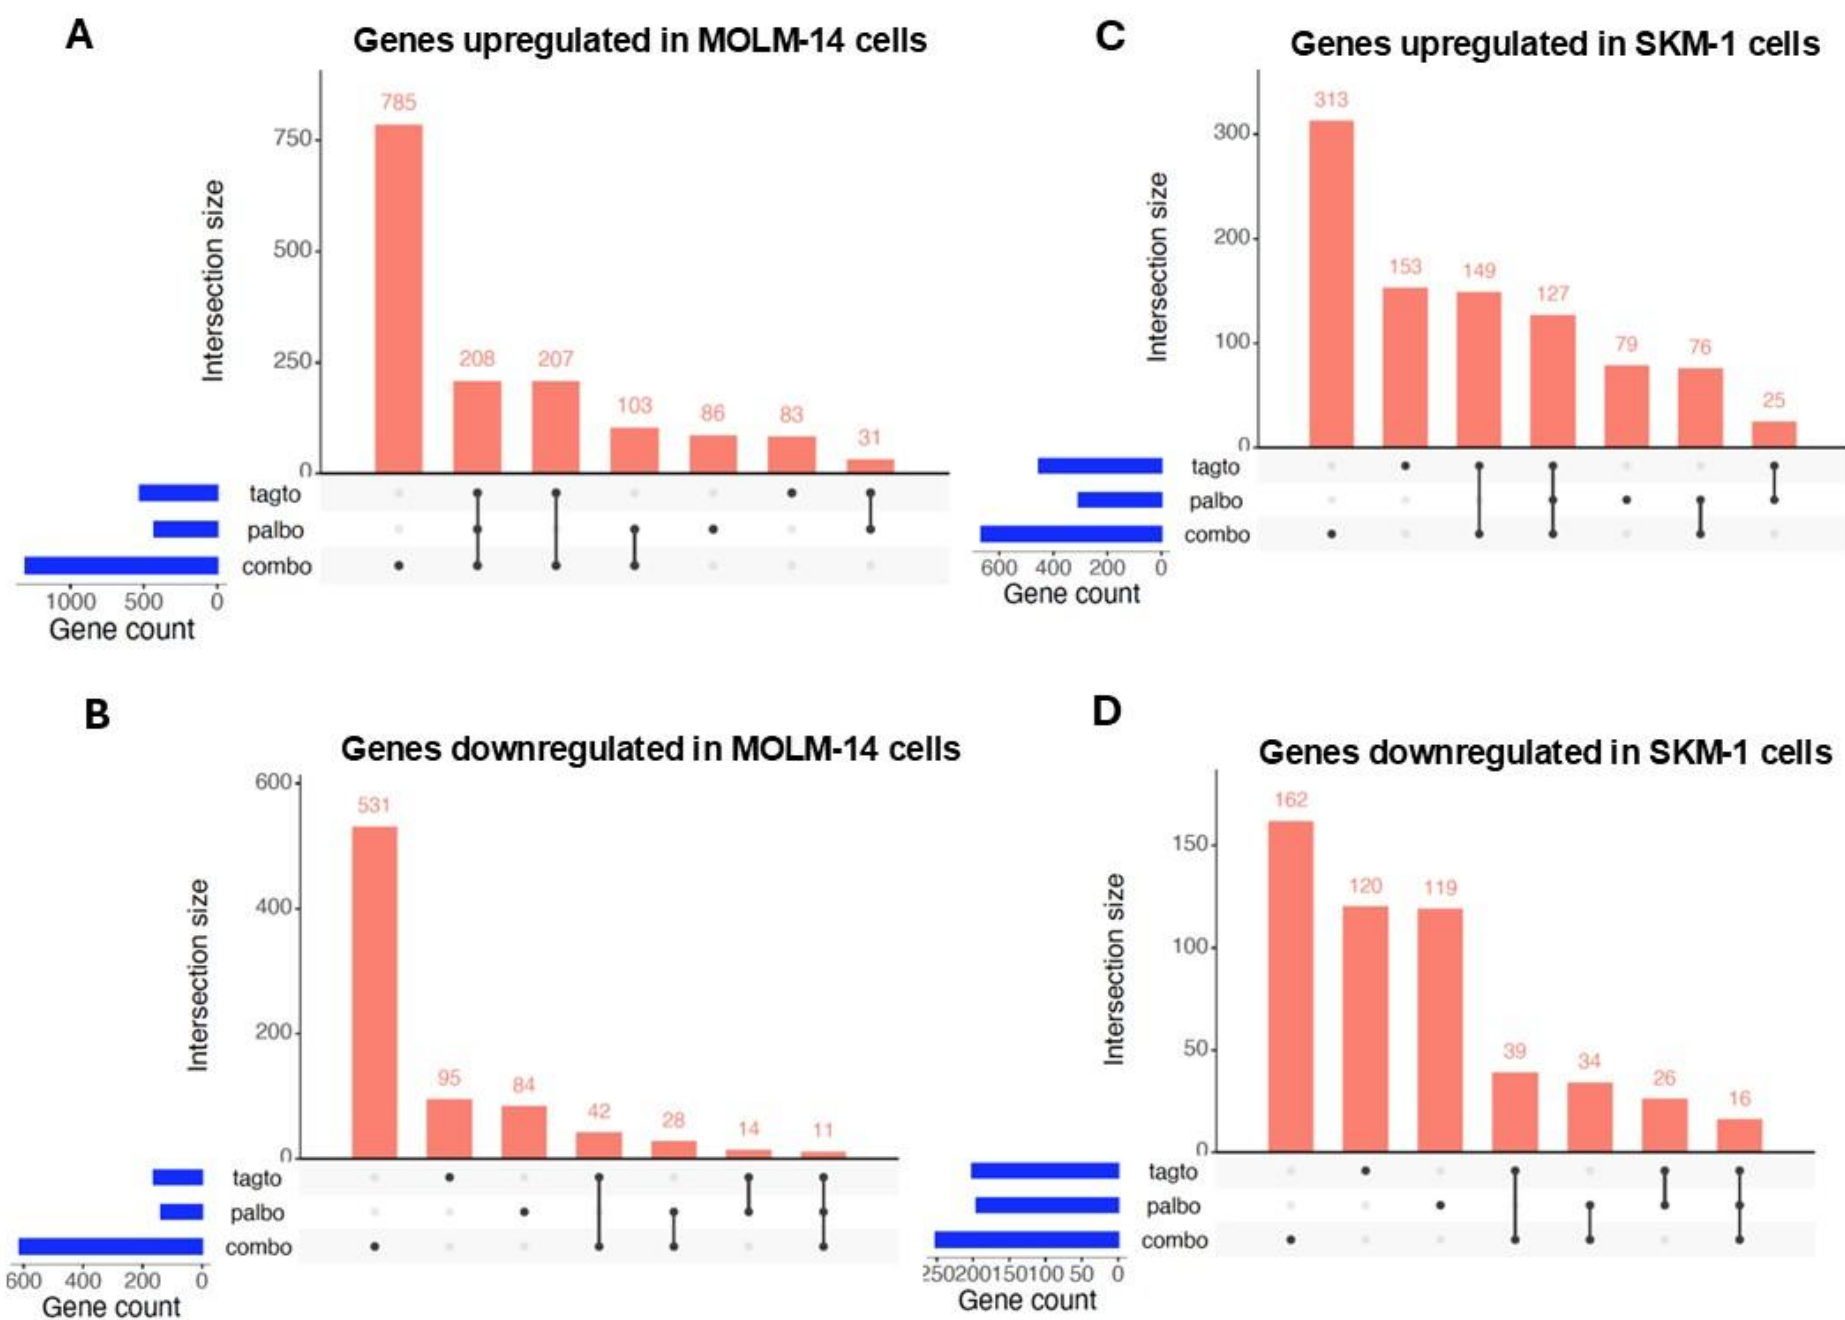 A
Genes upregulated in MOLM-14 cells
Intersection size
750
500
250
0
785
208
207
103
86
83
31
tagto
palbo
combo
1000 500 0
Gene count
C
Genes upregulated in SKM-1 cells
Intersection size
300
200
100
0
313
153
149
127
79
76
25
tagto
palbo
combo
600 400 200 0
Gene count
B
Genes downregulated in MOLM-14 cells
Intersection size
600
400
200
0
531
95
84
42
28
14
11
tagto
palbo
combo
600 400 200 0
Gene count
D
Genes downregulated in SKM-1 cells
Intersection size
150
100
50
0
162
120
119
39
34
26
16
tagto
palbo
combo
250 200 150 100 50 0
Gene count